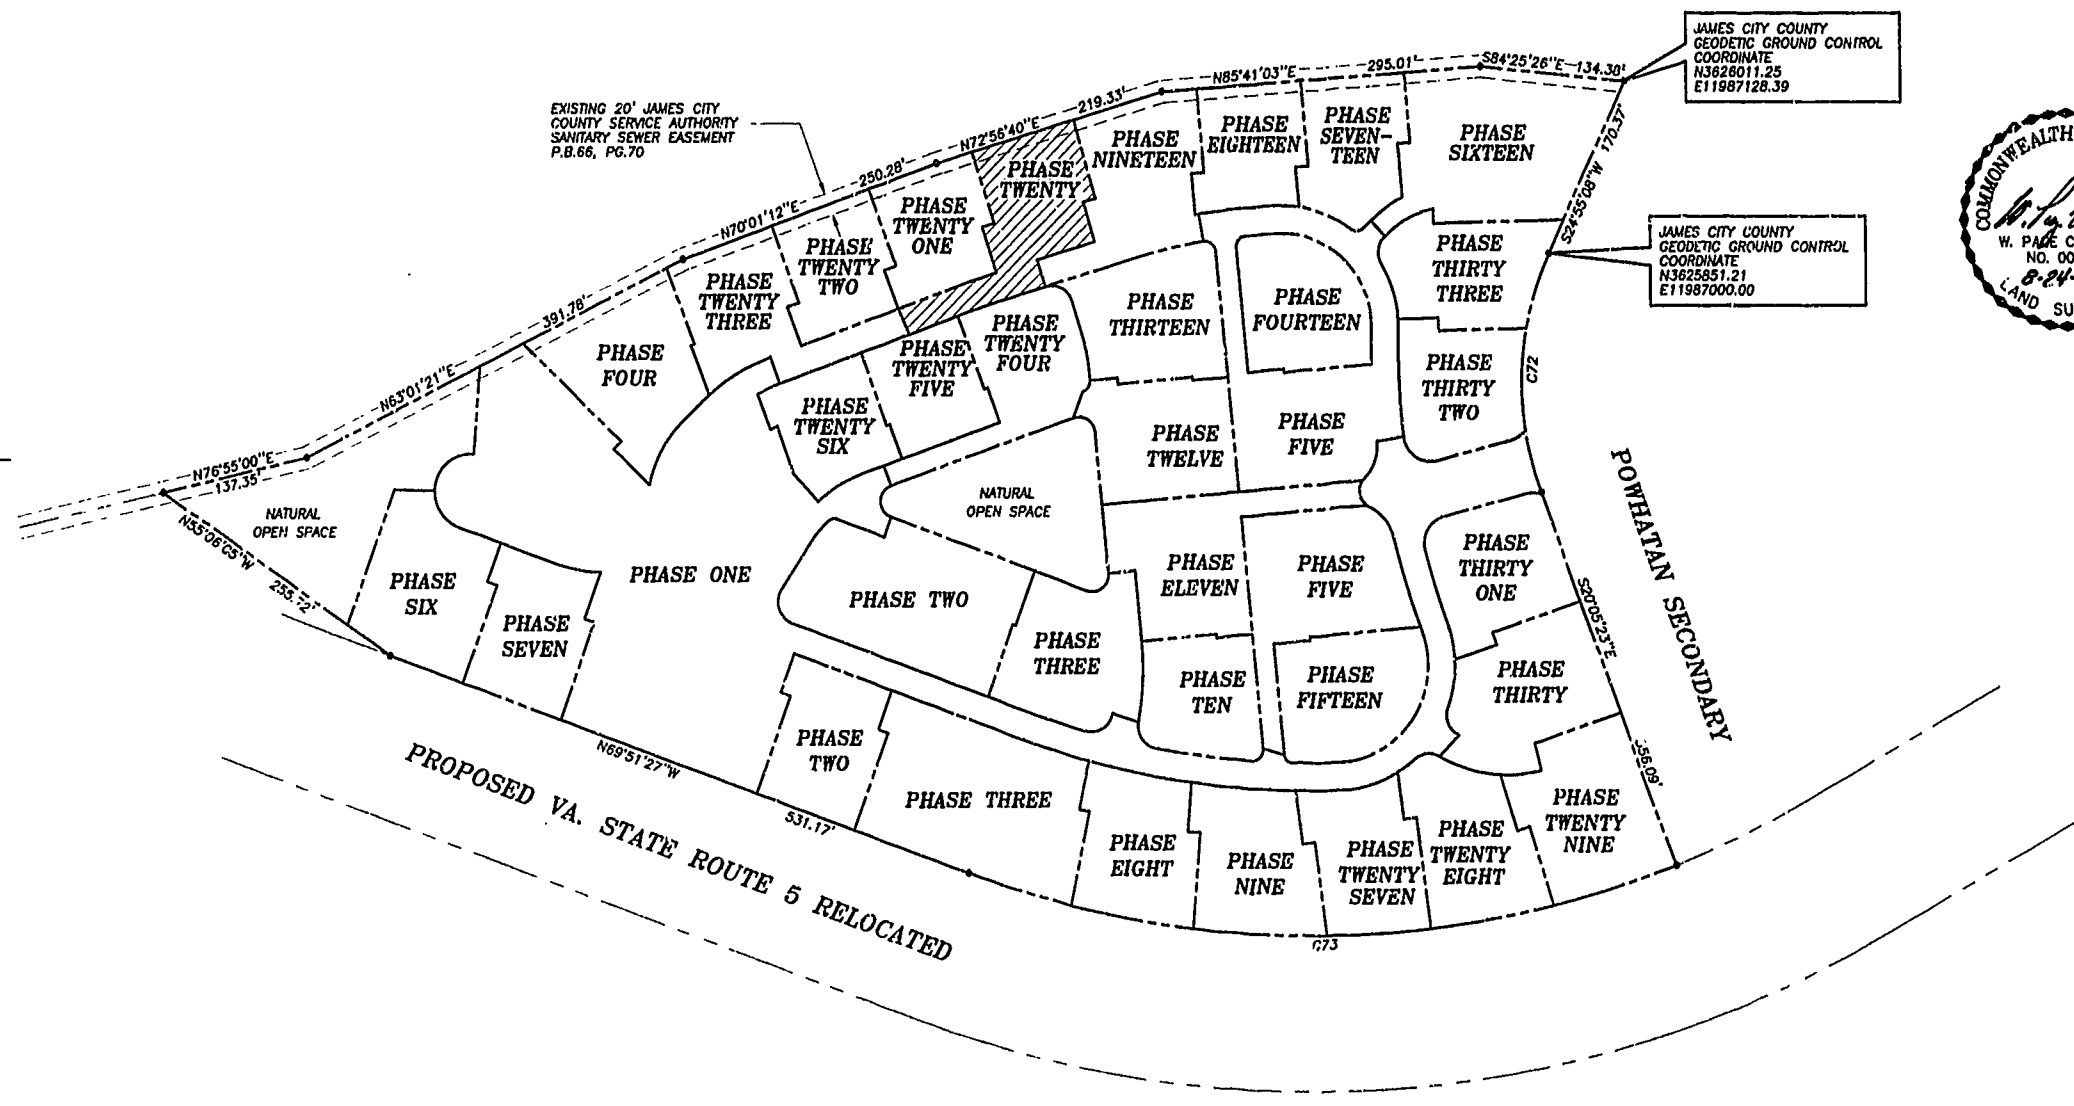 JAMES CITY COUNTY
GEODETIC GROUND CONTROL
COORDINATE
N3626011.25
E11987128.39
EXISTING 20' JAMES CITY
COUNTY SERVICE AUTHORITY
SANITARY SEWER EASEMENT
P.B.66, PG.70
S84°25'26"E 134.30'
N85°41'03"E 295.01'
N72°56'40"E 219.33'
N70°01'12"E 250.28'
N63°01'21"E 391.78'
N76°55'00"E
137.35'
S24°55'08"W 170.37'
COMMONWEALTH
W. PAGE C
NO. 00
8-24-
LAND SU
JAMES CITY COUNTY
GEODETIC GROUND CONTROL
COORDINATE
N3625851.21
E11987000.00
PHASE
NINETEEN
PHASE
EIGHTEEN
PHASE
SEVEN-
TEEN
PHASE
SIXTEEN
PHASE
TWENTY
PHASE
TWENTY
ONE
PHASE
TWENTY
TWO
PHASE
TWENTY
THREE
PHASE
FOUR
PHASE
THIRTY
THREE
PHASE
THIRTEEN
PHASE
FOURTEEN
PHASE
TWENTY
FOUR
PHASE
TWENTY
FIVE
PHASE
TWENTY
SIX
PHASE
THIRTY
TWO
C72
PHASE
TWELVE
PHASE
FIVE
NATURAL
OPEN SPACE
NATURAL
OPEN SPACE
N55°06'05"W
PHASE
SIX
PHASE
SEVEN
PHASE ONE
PHASE TWO
PHASE
THREE
PHASE
ELEVEN
PHASE
FIVE
PHASE
THIRTY
ONE
POWHATAN SECONDARY
S20°05'23"E
PHASE
TEN
PHASE
FIFTEEN
PHASE
THIRTY
PHASE
TWO
PHASE THREE
PHASE
EIGHT
PHASE
NINE
PHASE
TWENTY
SEVEN
PHASE
TWENTY
EIGHT
PHASE
TWENTY
NINE
N69°51'27"W
531.17'
C73
PROPOSED VA. STATE ROUTE 5 RELOCATED